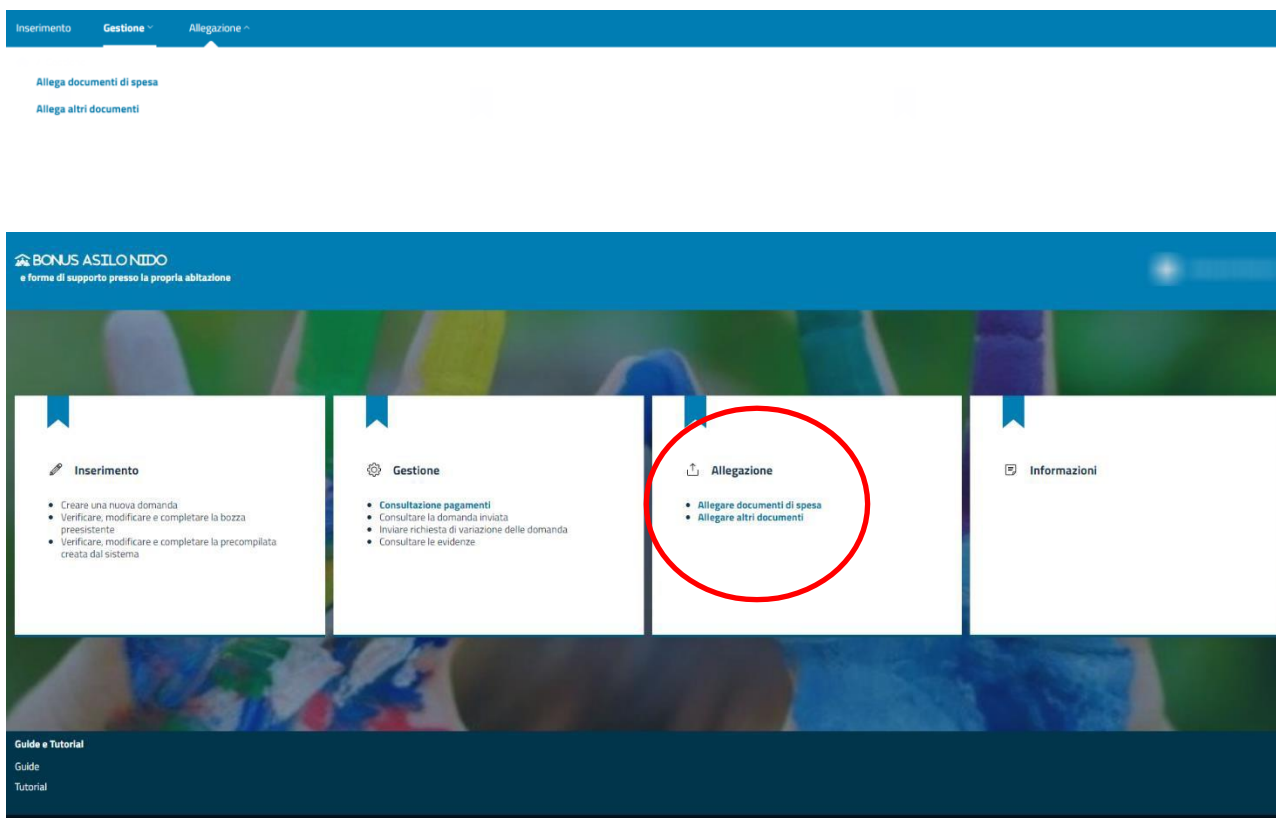 Inserimento Gestione Allegazione
Allega documenti di spesa
Allega altri documenti
BONUS ASILO NIDO
e forme di supporto presso la propria abitazione
Inserimento
• Creare una nuova domanda
• Verificare, modificare e completare la bozza
preesistente
• Verificare, modificare e completare la precompilata
creata dal sistema
Gestione
• Consultazione pagamenti
• Consultare la domanda inviata
• Inviare richiesta di variazione delle domanda
• Consultare le evidenze
Allegazione
• Allegare documenti di spesa
• Allegare altri documenti
Informazioni
Guide e Tutorial
Guide
Tutorial